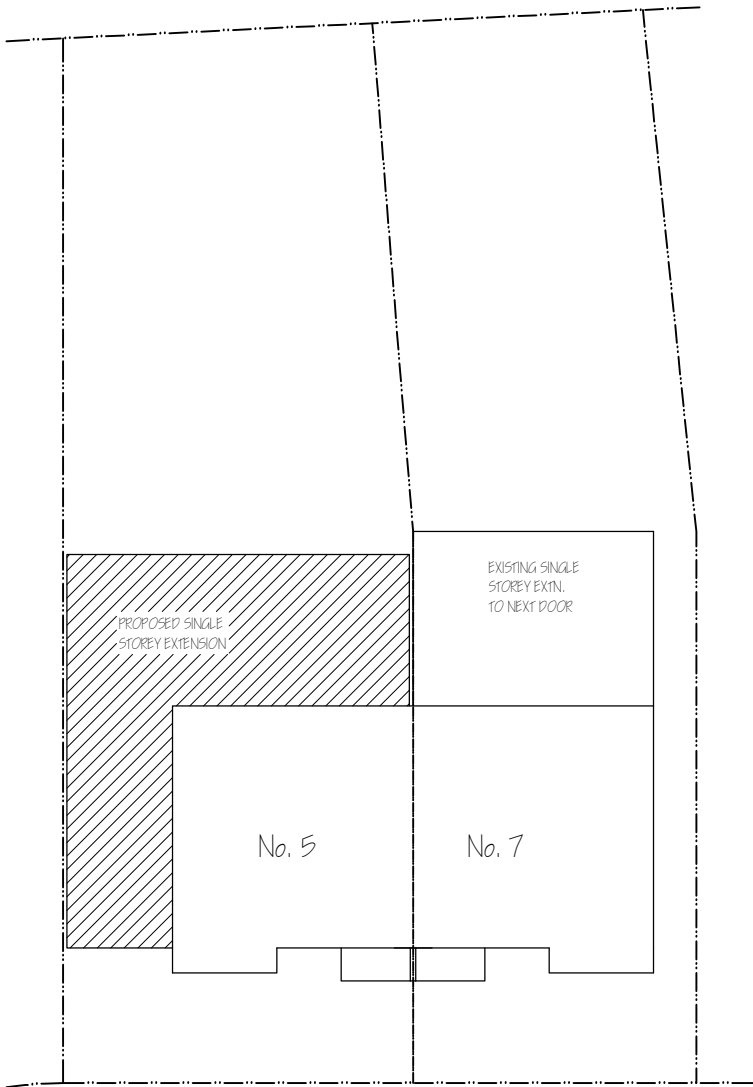 EXISTING SINGLE
STOREY EXTN.
TO NEXT DOOR
PROPOSED SINGLE
STOREY EXTENSION
No. 5
No. 7